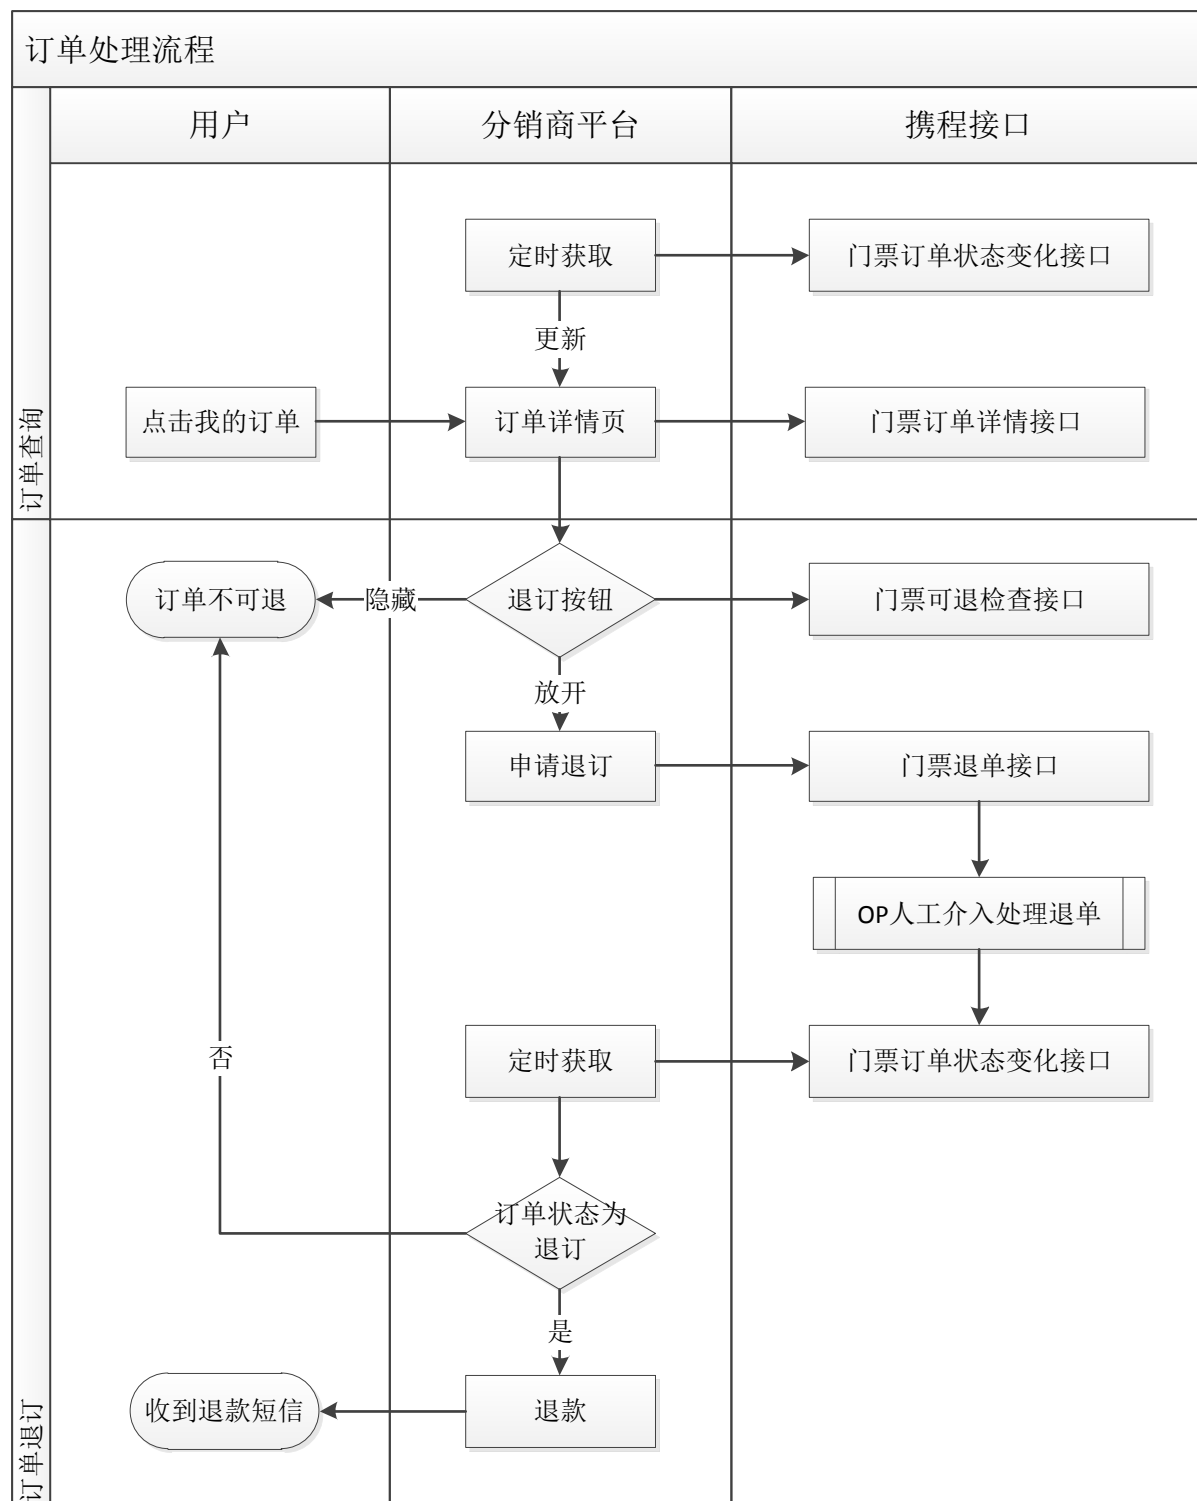 订单处理流程
用户
分销商平台
携程接口
订单查询
定时获取
门票订单状态变化接口
更新
点击我的订单
订单详情页
门票订单详情接口
订单退订
订单不可退
隐藏
退订按钮
门票可退检查接口
放开
申请退订
门票退单接口
OP人工介入处理退单
否
定时获取
门票订单状态变化接口
订单状态为
退订
是
收到退款短信
退款